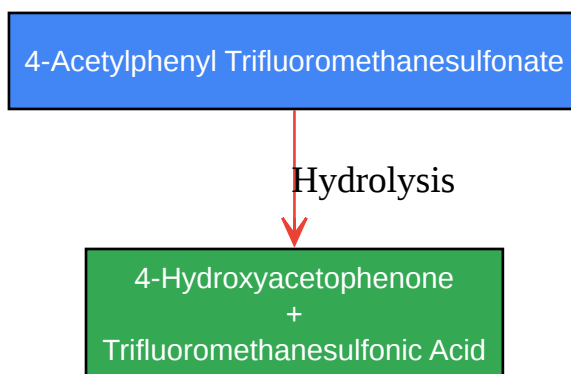 4-Acetylphenyl Trifluoromethanesulfonate
Hydrolysis
4-Hydroxyacetophenone
+
Trifluoromethanesulfonic Acid